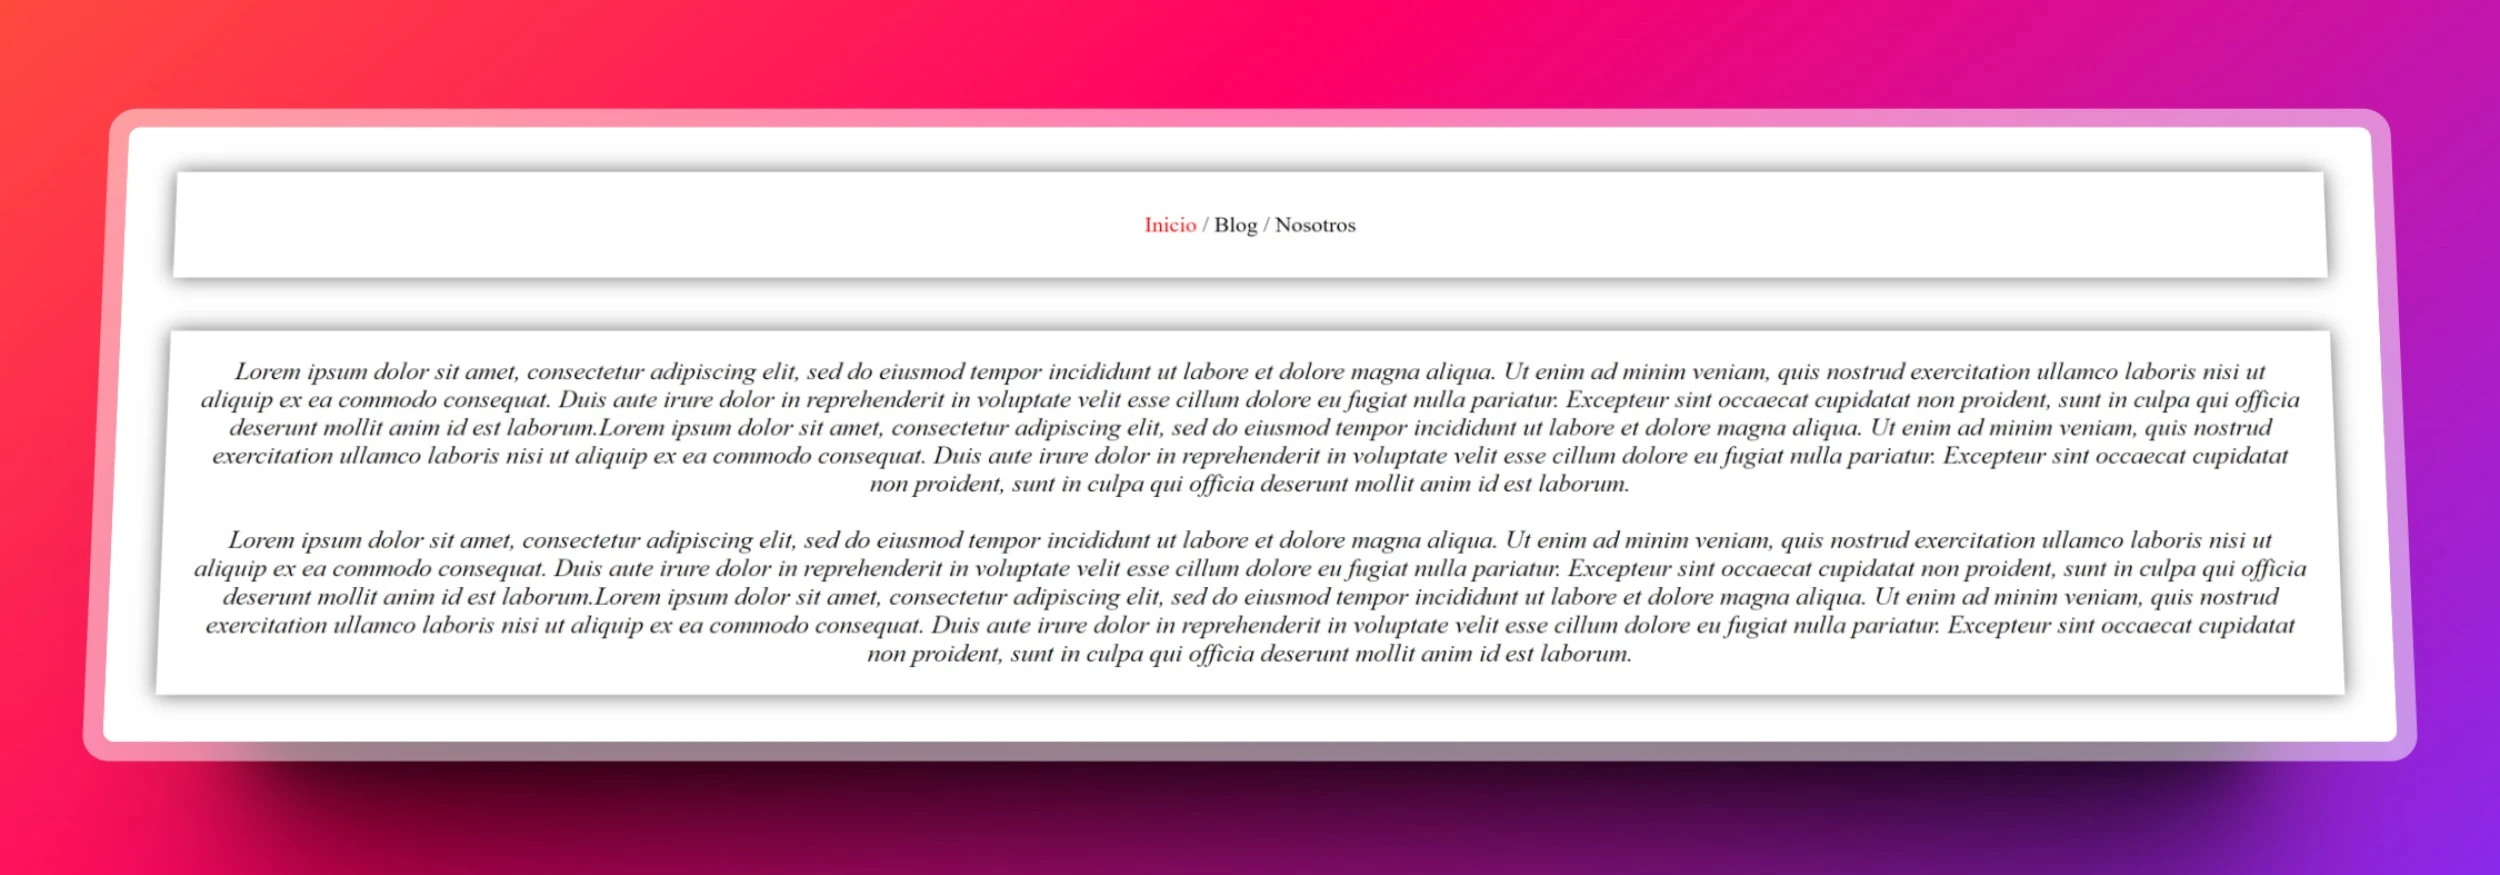 Inicio / Blog / Nosotros
Lorem ipsum dolor sit amet, consectetur adipiscing elit, sed do eiusmod tempor incididunt ut labore et dolore magna aliqua. Ut enim ad minim veniam, quis nostrud exercitation ullamco laboris nisi ut
aliquip ex ea commodo consequat. Duis aute irure dolor in reprehenderit in voluptate velit esse cillum dolore eu fugiat nulla pariatur. Excepteur sint occaecat cupidatat non proident, sunt in culpa qui officia
deserunt mollit anim id est laborum.Lorem ipsum dolor sit amet, consectetur adipiscing elit, sed do eiusmod tempor incididunt ut labore et dolore magna aliqua. Ut enim ad minim veniam, quis nostrud
exercitation ullamco laboris nisi ut aliquip ex ea commodo consequat. Duis aute irure dolor in reprehenderit in voluptate velit esse cillum dolore eu fugiat nulla pariatur. Excepteur sint occaecat cupidatat
non proident, sunt in culpa qui officia deserunt mollit anim id est laborum.
Lorem ipsum dolor sit amet, consectetur adipiscing elit, sed do eiusmod tempor incididunt ut labore et dolore magna aliqua. Ut enim ad minim veniam, quis nostrud exercitation ullamco laboris nisi ut
aliquip ex ea commodo consequat. Duis aute irure dolor in reprehenderit in voluptate velit esse cillum dolore eu fugiat nulla pariatur. Excepteur sint occaecat cupidatat non proident, sunt in culpa qui officia
deserunt mollit anim id est laborum.Lorem ipsum dolor sit amet, consectetur adipiscing elit, sed do eiusmod tempor incididunt ut labore et dolore magna aliqua. Ut enim ad minim veniam, quis nostrud
exercitation ullamco laboris nisi ut aliquip ex ea commodo consequat. Duis aute irure dolor in reprehenderit in voluptate velit esse cillum dolore eu fugiat nulla pariatur. Excepteur sint occaecat cupidatat
non proident, sunt in culpa qui officia deserunt mollit anim id est laborum.